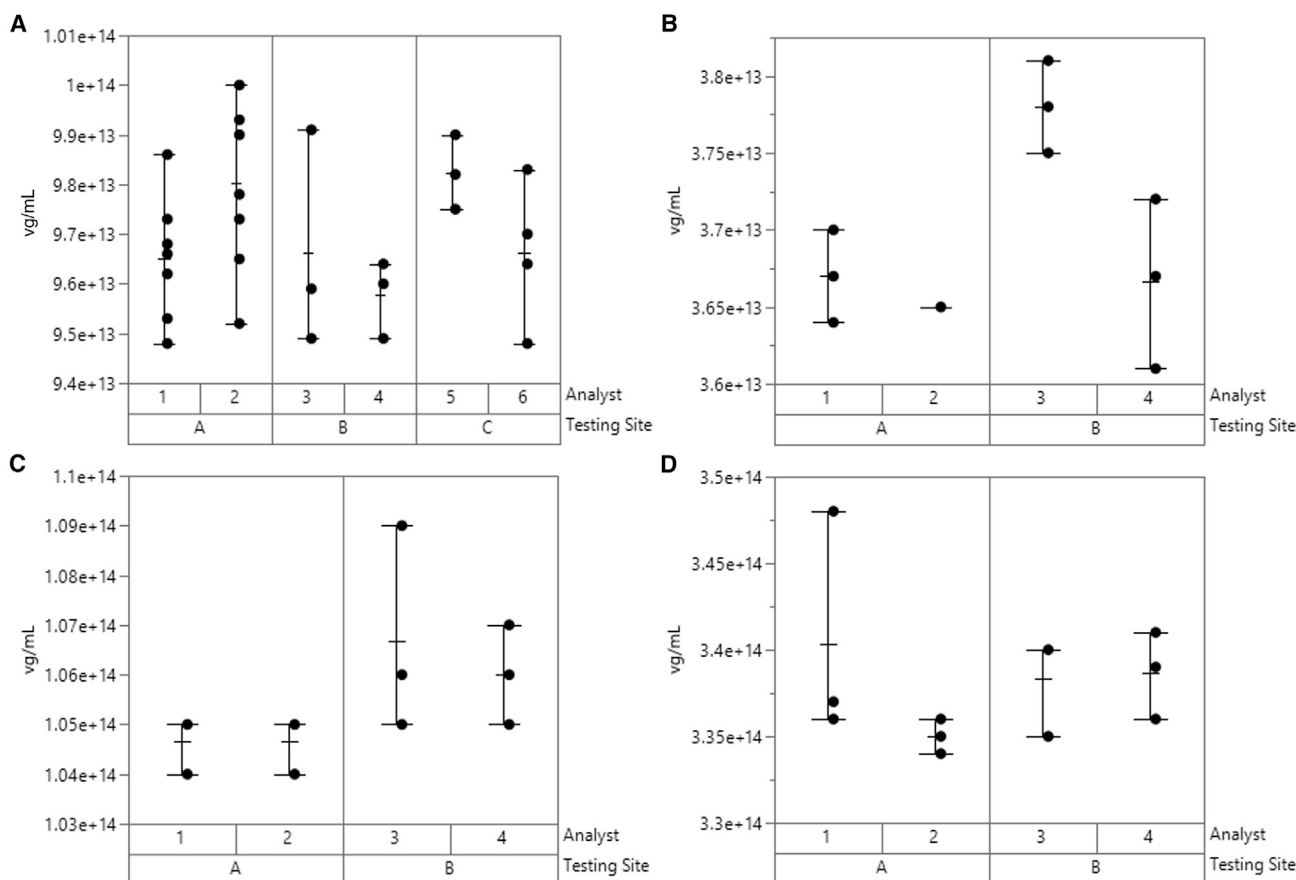 A
1.01e+14
1e+14
9.9e+13
9.8e+13
9.7e+13
9.6e+13
9.5e+13
9.4e+13
vg/mL
1 2 3 4 5 6 Analyst
A B C Testing Site
B
3.8e+13
3.75e+13
3.7e+13
3.65e+13
3.6e+13
vg/mL
1 2 3 4 Analyst
A B Testing Site
C
1.1e+14
1.09e+14
1.08e+14
1.07e+14
1.06e+14
1.05e+14
1.04e+14
1.03e+14
vg/mL
1 2 3 4 Analyst
A B Testing Site
D
3.5e+14
3.45e+14
3.4e+14
3.35e+14
3.3e+14
vg/mL
1 2 3 4 Analyst
A B Testing Site